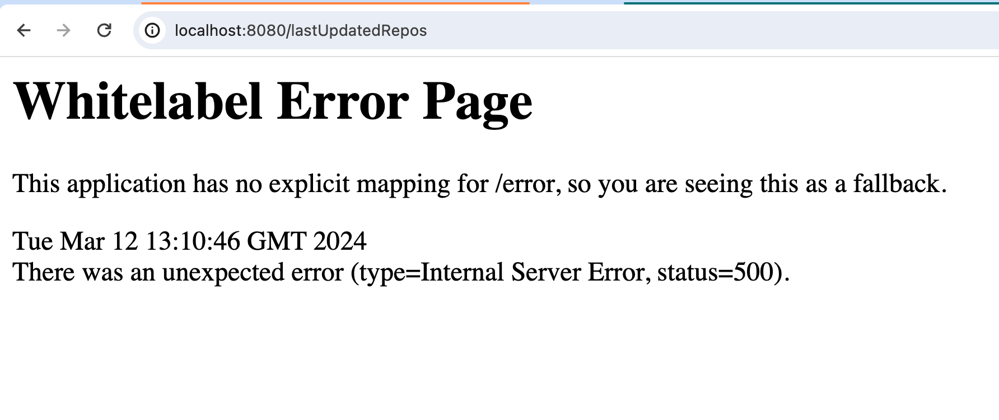 localhost:8080/lastUpdatedRepos
Whitelabel Error Page
This application has no explicit mapping for /error, so you are seeing this as a fallback.
Tue Mar 12 13:10:46 GMT 2024
There was an unexpected error (type=Internal Server Error, status=500).